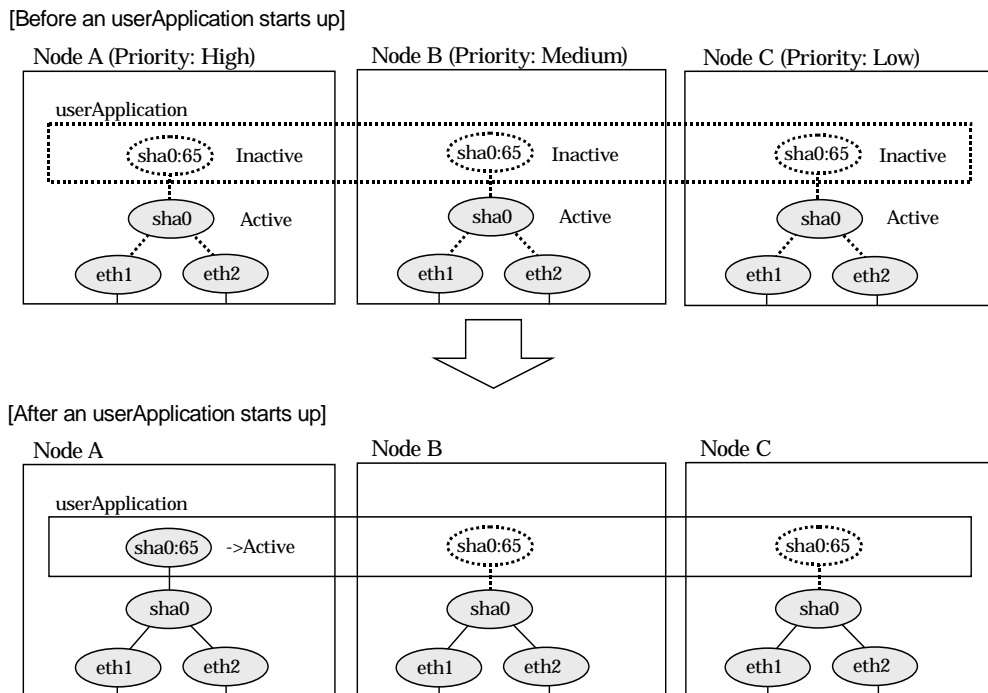 [Before an userApplication starts up]
Node A (Priority: High)
Node B (Priority: Medium)
Node C (Priority: Low)
userApplication
sha0:65 Inactive
sha0:65 Inactive
sha0:65 Inactive
sha0 Active
sha0 Active
sha0 Active
eth1 eth2
eth1 eth2
eth1 eth2
[After an userApplication starts up]
Node A
Node B
Node C
userApplication
sha0:65 ->Active
sha0:65
sha0:65
sha0
sha0
sha0
eth1 eth2
eth1 eth2
eth1 eth2